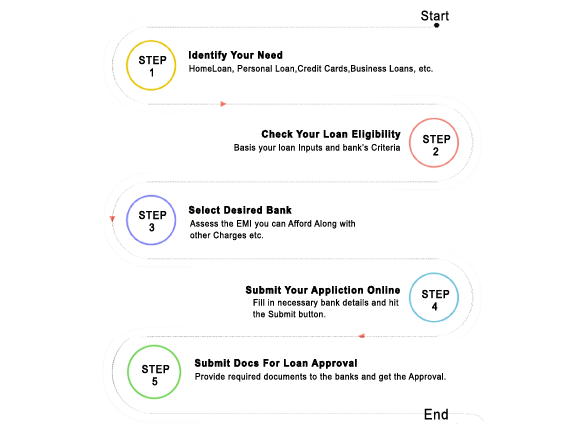 Start
STEP
1
Identify Your Need
HomeLoan, Personal Loan,Credit Cards,Business Loans, etc.
Check Your Loan Eligibility
Basis your loan Inputs and bank's Criteria
STEP
2
STEP
3
Select Desired Bank
Assess the EMI you can Afford Along with
other Charges etc.
Submit Your Appliction Online
Fill in necessary bank details and hit
the Submit button.
STEP
4
STEP
5
Submit Docs For Loan Approval
Provide required documents to the banks and get the Approval.
End